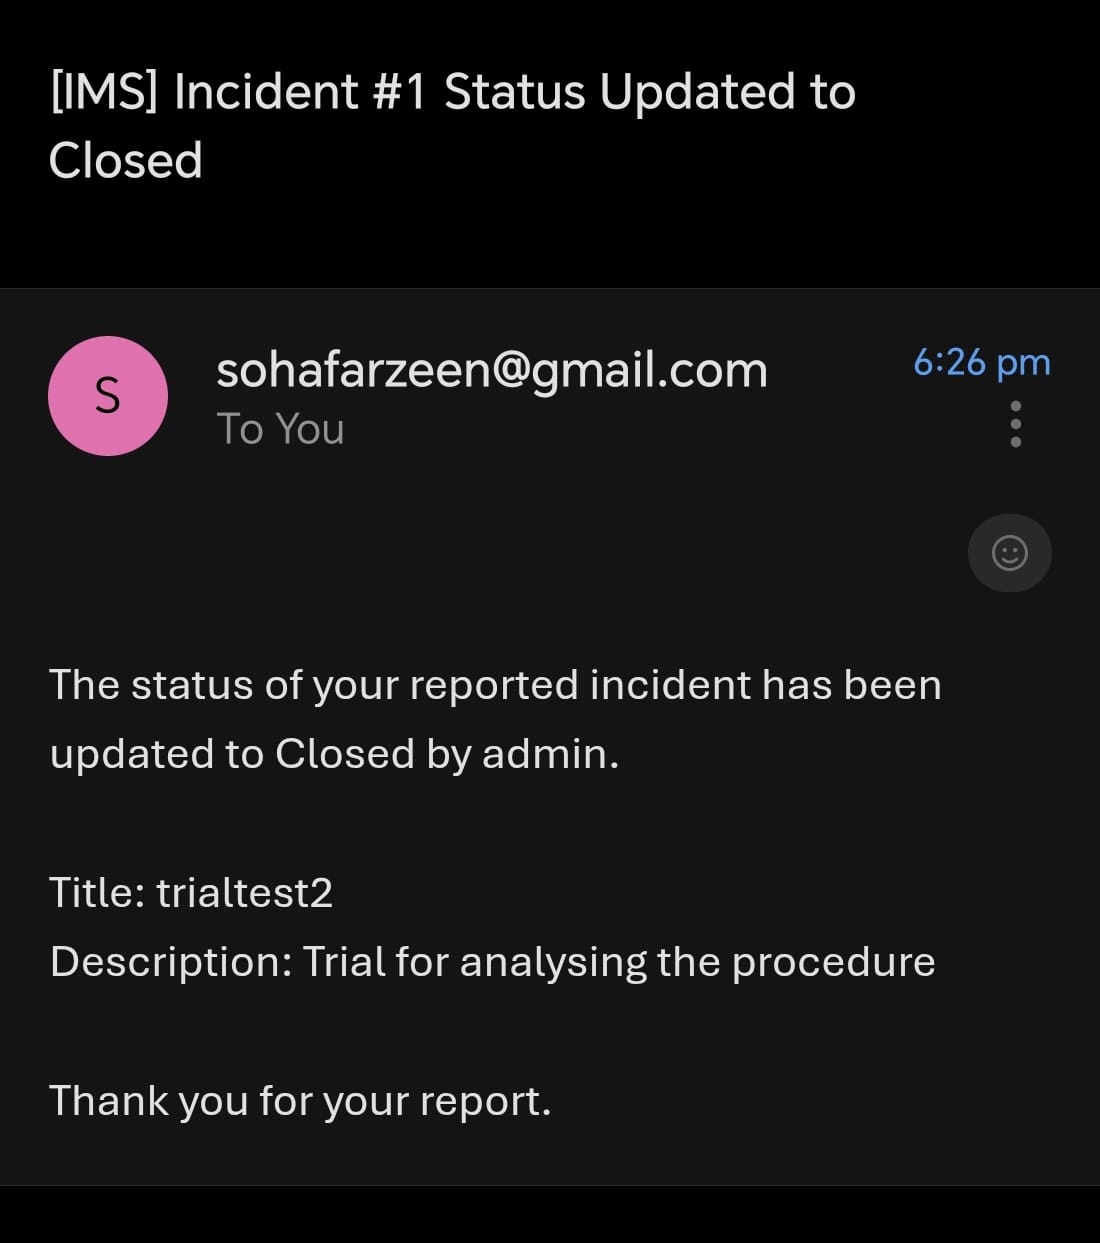 [IMS] Incident #1 Status Updated to
Closed
S
sohafarzeen@gmail.com
6:26 pm
To You
The status of your reported incident has been
updated to Closed by admin.
Title: trialtest2
Description: Trial for analysing the procedure
Thank you for your report.